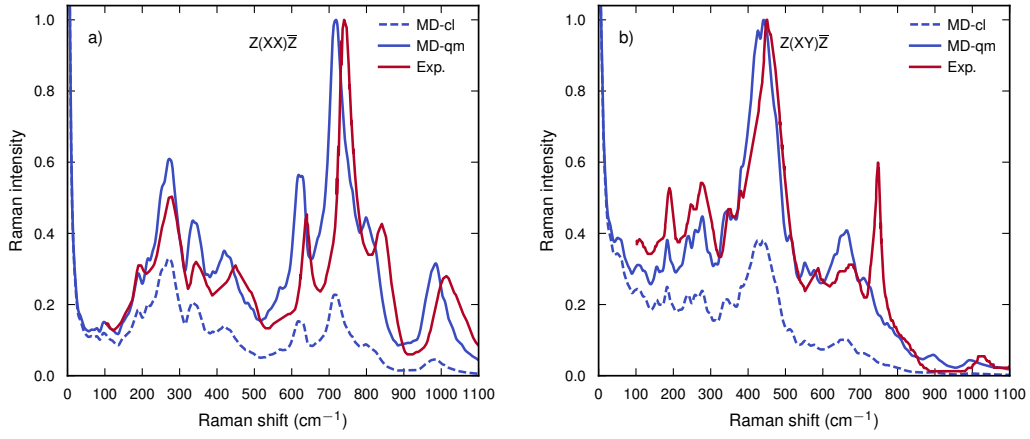 a)
Z(XX)Z̅
MD-cl
MD-qm
Exp.
Raman intensity
1.0
0.8
0.6
0.4
0.2
0.0
0 100 200 300 400 500 600 700 800 900 1000 1100
Raman shift (cm⁻¹)
b)
Z(XY)Z̅
MD-cl
MD-qm
Exp.
Raman intensity
1.0
0.8
0.6
0.4
0.2
0.0
0 100 200 300 400 500 600 700 800 900 1000 1100
Raman shift (cm⁻¹)